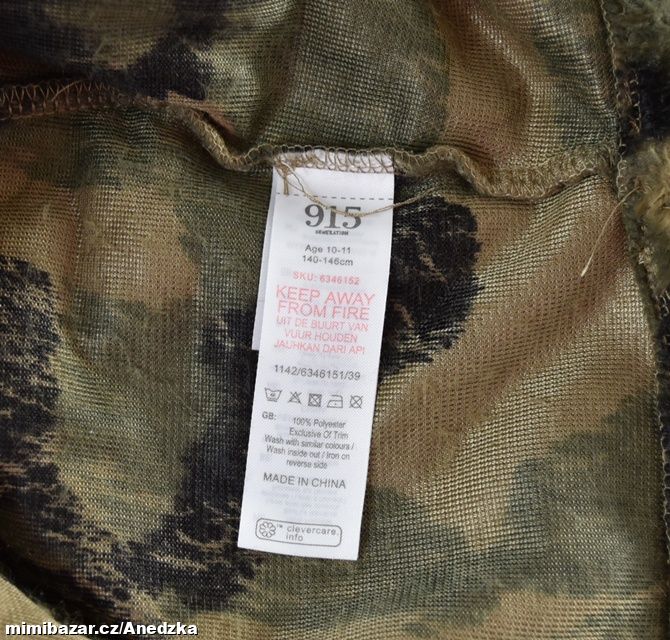 915
GENERATION
Age 10-11
140-146cm
SKU: 6346152
KEEP AWAY
FROM FIRE
UIT DE BUURT VAN
VUUR HOUDEN
JAUHKAN DARI API
1142/6346151/39
GB: 100% Polyester
Exclusive Of Trim
Wash with similar colours /
Wash inside out / Iron on
reverse side
MADE IN CHINA
™ clevercare.
info
mimibazar.cz/Anedzka